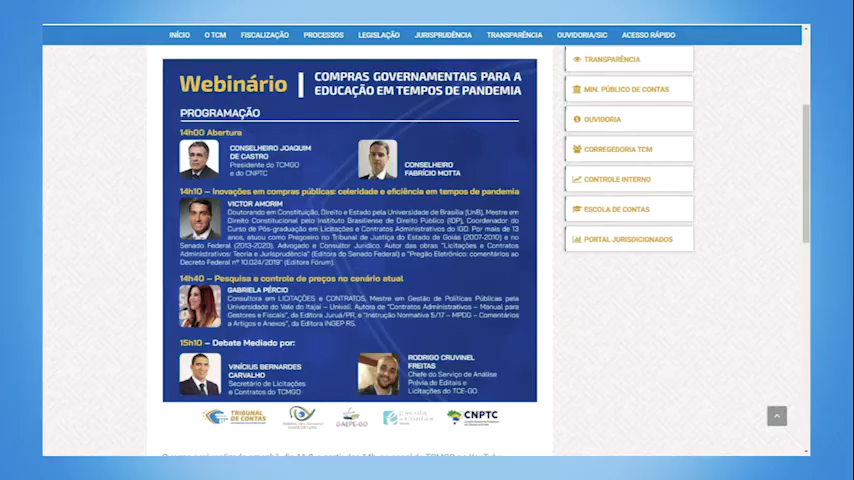 INÍCIO O TCM FISCALIZAÇÃO PROCESSOS LEGISLAÇÃO JURISPRUDÊNCIA TRANSPARÊNCIA OUVIDORIA/SIC ACESSO RÁPIDO
Webinário
COMPRAS GOVERNAMENTAIS PARA A
EDUCAÇÃO EM TEMPOS DE PANDEMIA
PROGRAMAÇÃO
14h00 Abertura
CONSELHEIRO JOAQUIM
DE CASTRO
Presidente do TCMGO
e do CNPTC
CONSELHEIRO
FABRÍCIO MOTTA
14h10 – Inovações em compras públicas: celeridade e eficiência em tempos de pandemia
VICTOR AMORIM
Doutorando em Constituição, Direito e Estado pela Universidade de Brasília (UnB), Mestre em
Direito Constitucional pelo Instituto Brasiliense de Direito Público (IDP), Coordenador do
Curso de Pós-graduação em Licitações e Contratos Administrativos do IGD. Por mais de 13
anos, atuou como Pregoeiro no Tribunal de Justiça do Estado de Goiás (2007-2010) e no
Senado Federal (2013-2020). Advogado e Consultor Jurídico. Autor das obras "Licitações e Contratos
Administrativos: Teoria e Jurisprudência" (Editora do Senado Federal) e "Pregão Eletrônico: comentários ao
Decreto Federal nº 10.024/2019" (Editora Fórum).
14h40 – Pesquisa e controle de preços no cenário atual
GABRIELA PÉRCIO
Consultora em LICITAÇÕES e CONTRATOS, Mestre em Gestão de Políticas Públicas pela
Universidade do Vale do Itajaí – Univali. Autora de "Contratos Administrativos – Manual para
Gestores e Fiscais", da Editora Juruá/PR, e "Instrução Normativa 5/17 – MPDG – Comentários
a Artigos e Anexos", da Editora INGEP RS.
15h10 – Debate Mediado por:
VINÍCIUS BERNARDES
CARVALHO
Secretário de Licitações
e Contratos do TCMGO
RODRIGO CRUVINEL
FREITAS
Chefe do Serviço de Análise
Prévia de Editais e
Licitações do TCE-GO
TRIBUNAL
DE CONTAS
GAEPE-GO
Escola
de Contas
CNPTC
TRANSPARÊNCIA
MIN. PÚBLICO DE CONTAS
OUVIDORIA
CORREGEDORIA TCM
CONTROLE INTERNO
ESCOLA DE CONTAS
PORTAL JURISDICIONADOS